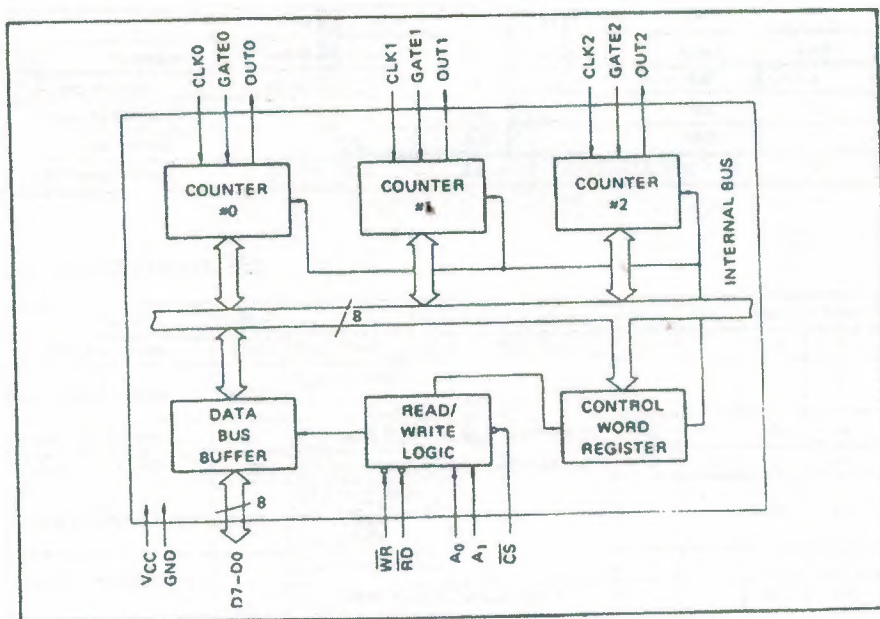 CLK0
GATE0
OUT0
CLK1
GATE1
OUT1
CLK2
GATE2
OUT2
COUNTER
#0
COUNTER
#1
COUNTER
#2
INTERNAL BUS
8
DATA
BUS
BUFFER
READ/
WRITE
LOGIC
CONTROL
WORD
REGISTER
8
VCC
GND
D7-D0
WR
RD
A0
A1
CS